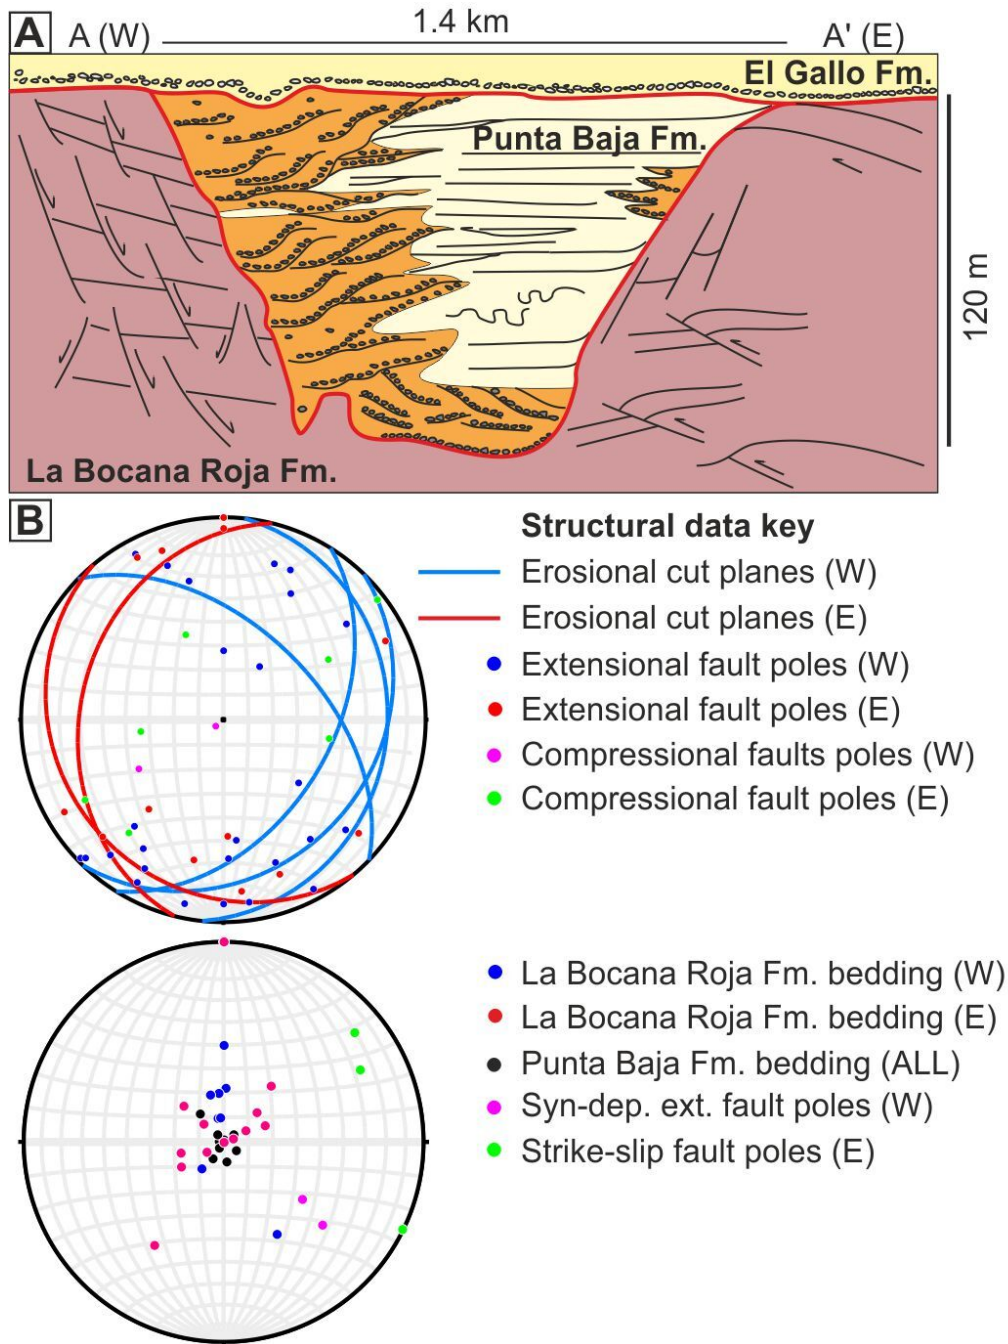 A
A (W)
1.4 km
A' (E)
El Gallo Fm.
Punta Baja Fm.
120 m
La Bocana Roja Fm.
B
Structural data key
Erosional cut planes (W)
Erosional cut planes (E)
Extensional fault poles (W)
Extensional fault poles (E)
Compressional faults poles (W)
Compressional fault poles (E)
La Bocana Roja Fm. bedding (W)
La Bocana Roja Fm. bedding (E)
Punta Baja Fm. bedding (ALL)
Syn-dep. ext. fault poles (W)
Strike-slip fault poles (E)